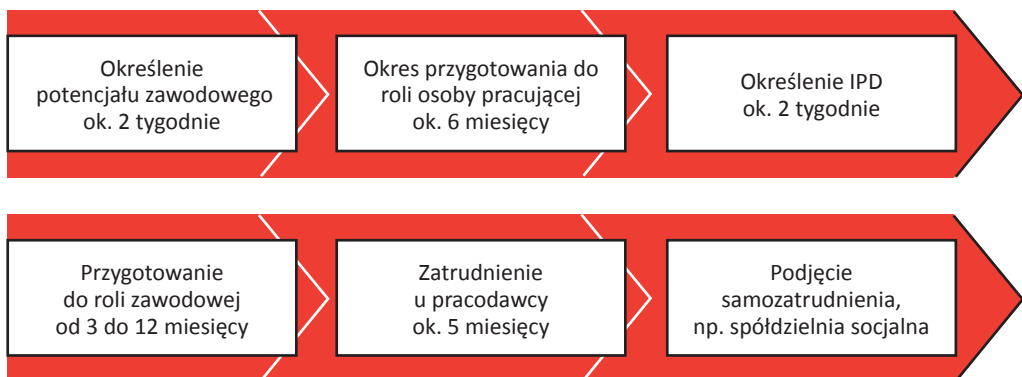 Określenie
potencjału zawodowego
ok. 2 tygodnie
Okres przygotowania do
roli osoby pracującej
ok. 6 miesięcy
Określenie IPD
ok. 2 tygodnie
Przygotowanie
do roli zawodowej
od 3 do 12 miesięcy
Zatrudnienie
u pracodawcy
ok. 5 miesięcy
Podjęcie
samozatrudnienia,
np. spółdzielnia socjalna